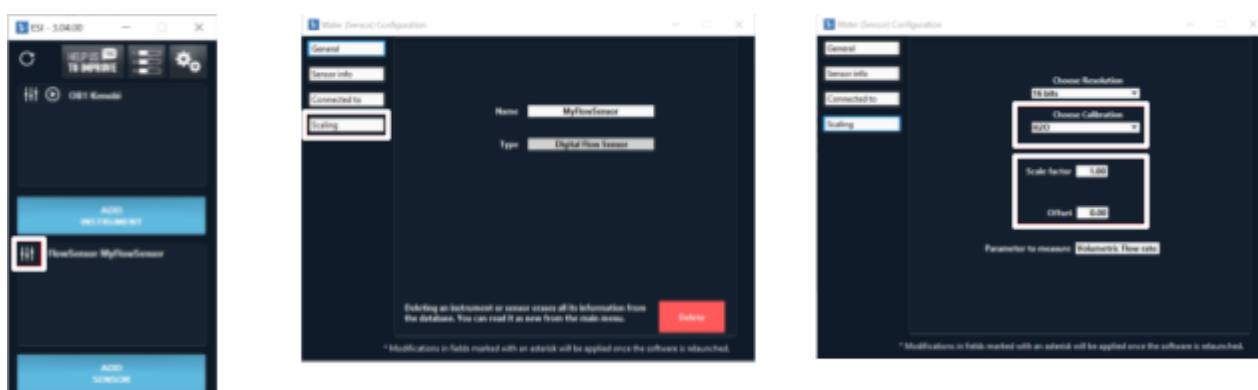 ESI - 3.04.00
HELP US
TO IMPROVE
OB1 Kenobi
ADD
INSTRUMENT
FlowSensor MyFlowSensor
ADD
SENSOR
Water (Sensor) Configuration
General
Sensor info
Connected to
Scaling
Name MyFlowSensor
Type Digital Flow Sensor
Deleting an instrument or sensor erases all its information from
the database. You can read it as new from the main menu.
Delete
* Modifications in fields marked with an asterisk will be applied once the software is relaunched.
Water (Sensor) Configuration
General
Sensor info
Connected to
Scaling
Choose Resolution
16 bits
Choose Calibration
H2O
Scale factor 1.00
Offset 0.00
Parameter to measure Volumetric Flow rate
* Modifications in fields marked with an asterisk will be applied once the software is relaunched.